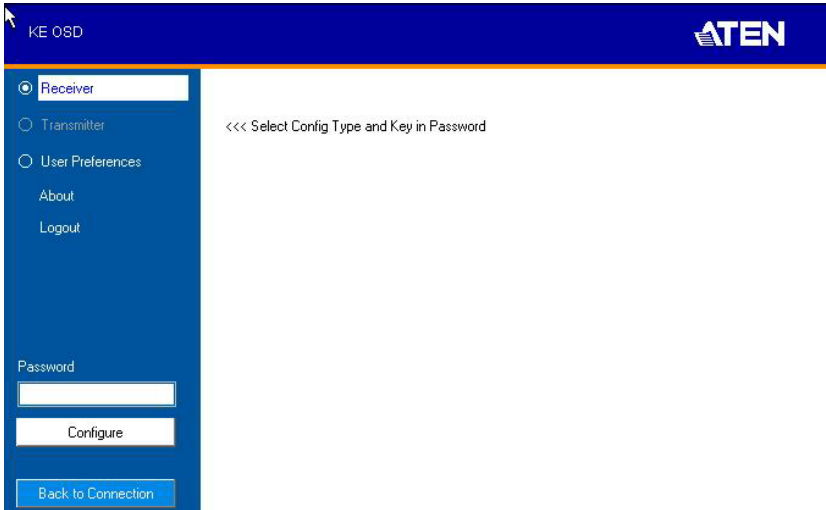 KE OSD
ATEN
Receiver
Transmitter
<<< Select Config Type and Key in Password
User Preferences
About
Logout
Password
Configure
Back to Connection